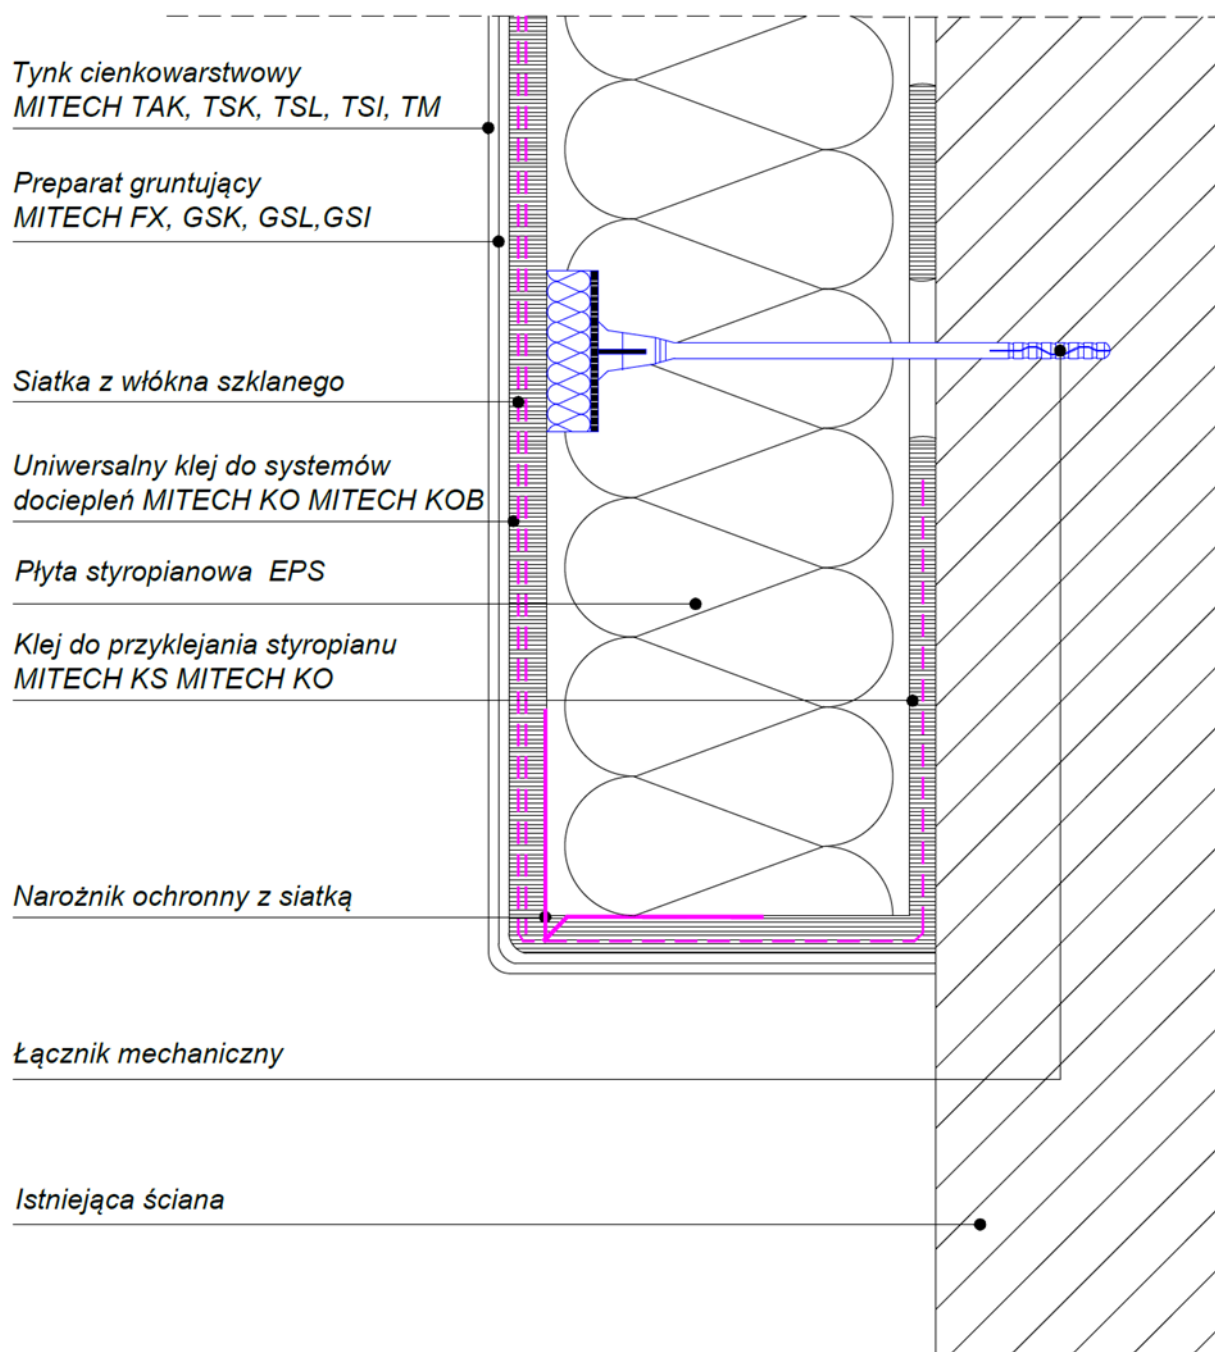 Tynk cienkowarstwowy
MITECH TAK, TSK, TSL, TSI, TM
Preparat gruntujący
MITECH FX, GSK, GSL,GSI
Siatka z włókna szklanego
Uniwersalny klej do systemów
dociepleń MITECH KO MITECH KOB
Płyta styropianowa EPS
Klej do przyklejania styropianu
MITECH KS MITECH KO
Narożnik ochronny z siatką
Łącznik mechaniczny
Istniejąca ściana